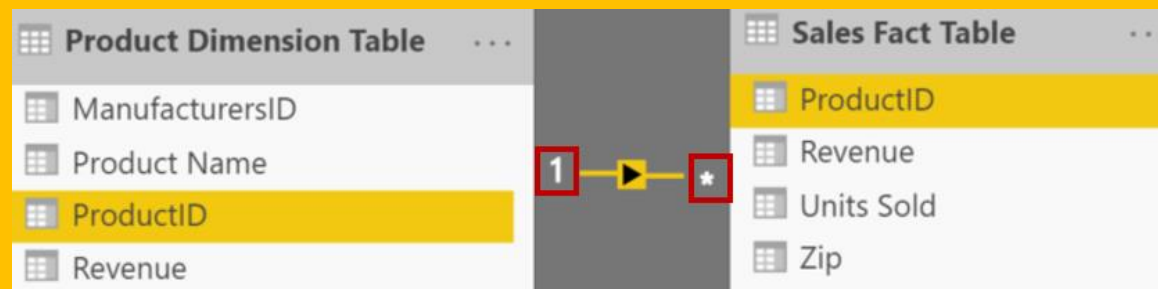 Product Dimension Table ...
ManufacturersID
Product Name
ProductID
Revenue
1 *
Sales Fact Table ..
ProductID
Revenue
Units Sold
Zip